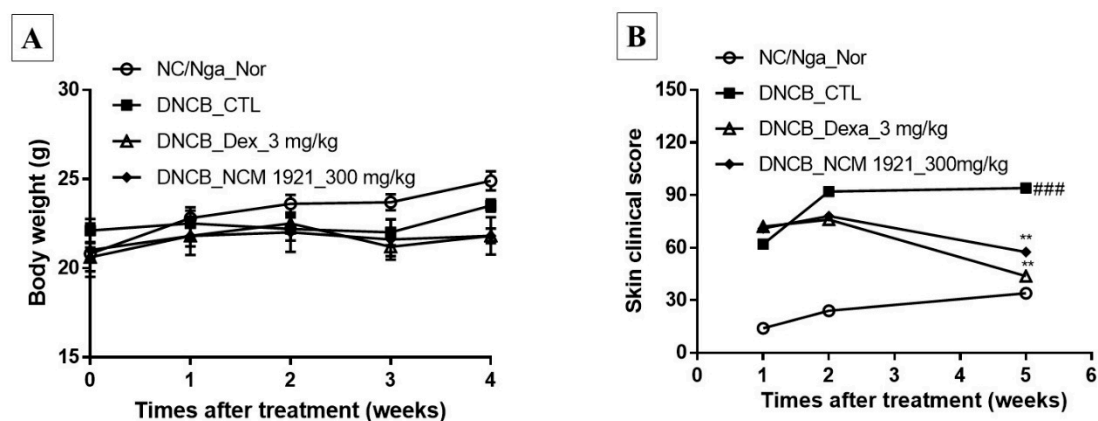 A
NC/Nga_Nor
DNCB_CTL
DNCB_Dex_3 mg/kg
DNCB_NCM 1921_300 mg/kg
Body weight (g)
30
25
20
15
0 1 2 3 4
Times after treatment (weeks)
B
NC/Nga_Nor
DNCB_CTL
DNCB_Dexa_3 mg/kg
DNCB_NCM 1921_300mg/kg
Skin clinical score
150
120
90
60
30
0
###
**
**
0 1 2 3 4 5 6
Times after treatment (weeks)